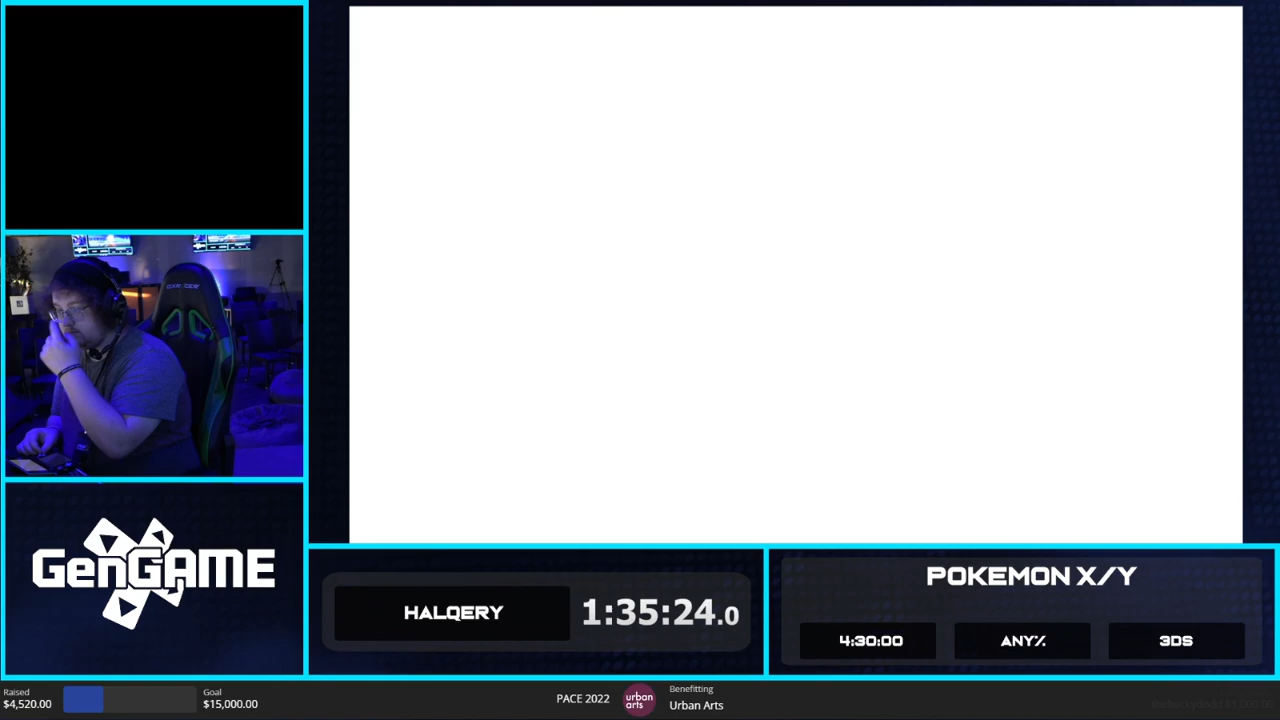 GenGAME
HALQERY
1:35:24.0
POKEMON X/Y
4:30:00
ANY%
3DS
Raised
$4,520.00
Goal
$15,000.00
PACE 2022
urban
arts
Benefitting
Urban Arts